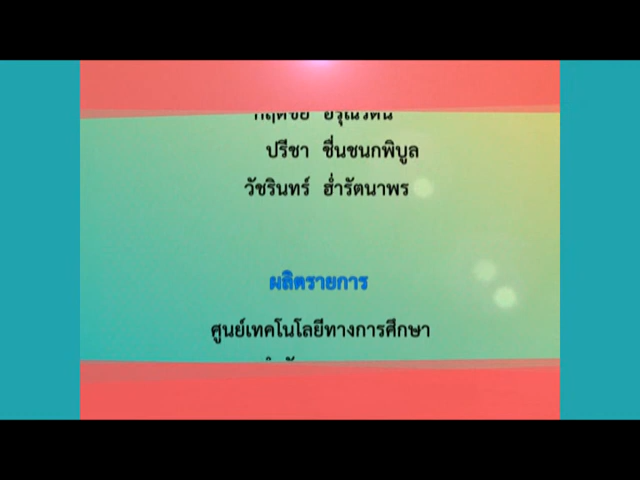 ปรีชา ชื่นชนกพิบูล
วัชรินทร์ ฮ่ำรัตนาพร
ผลิตรายการ
ศูนย์เทคโนโลยีทางการศึกษา